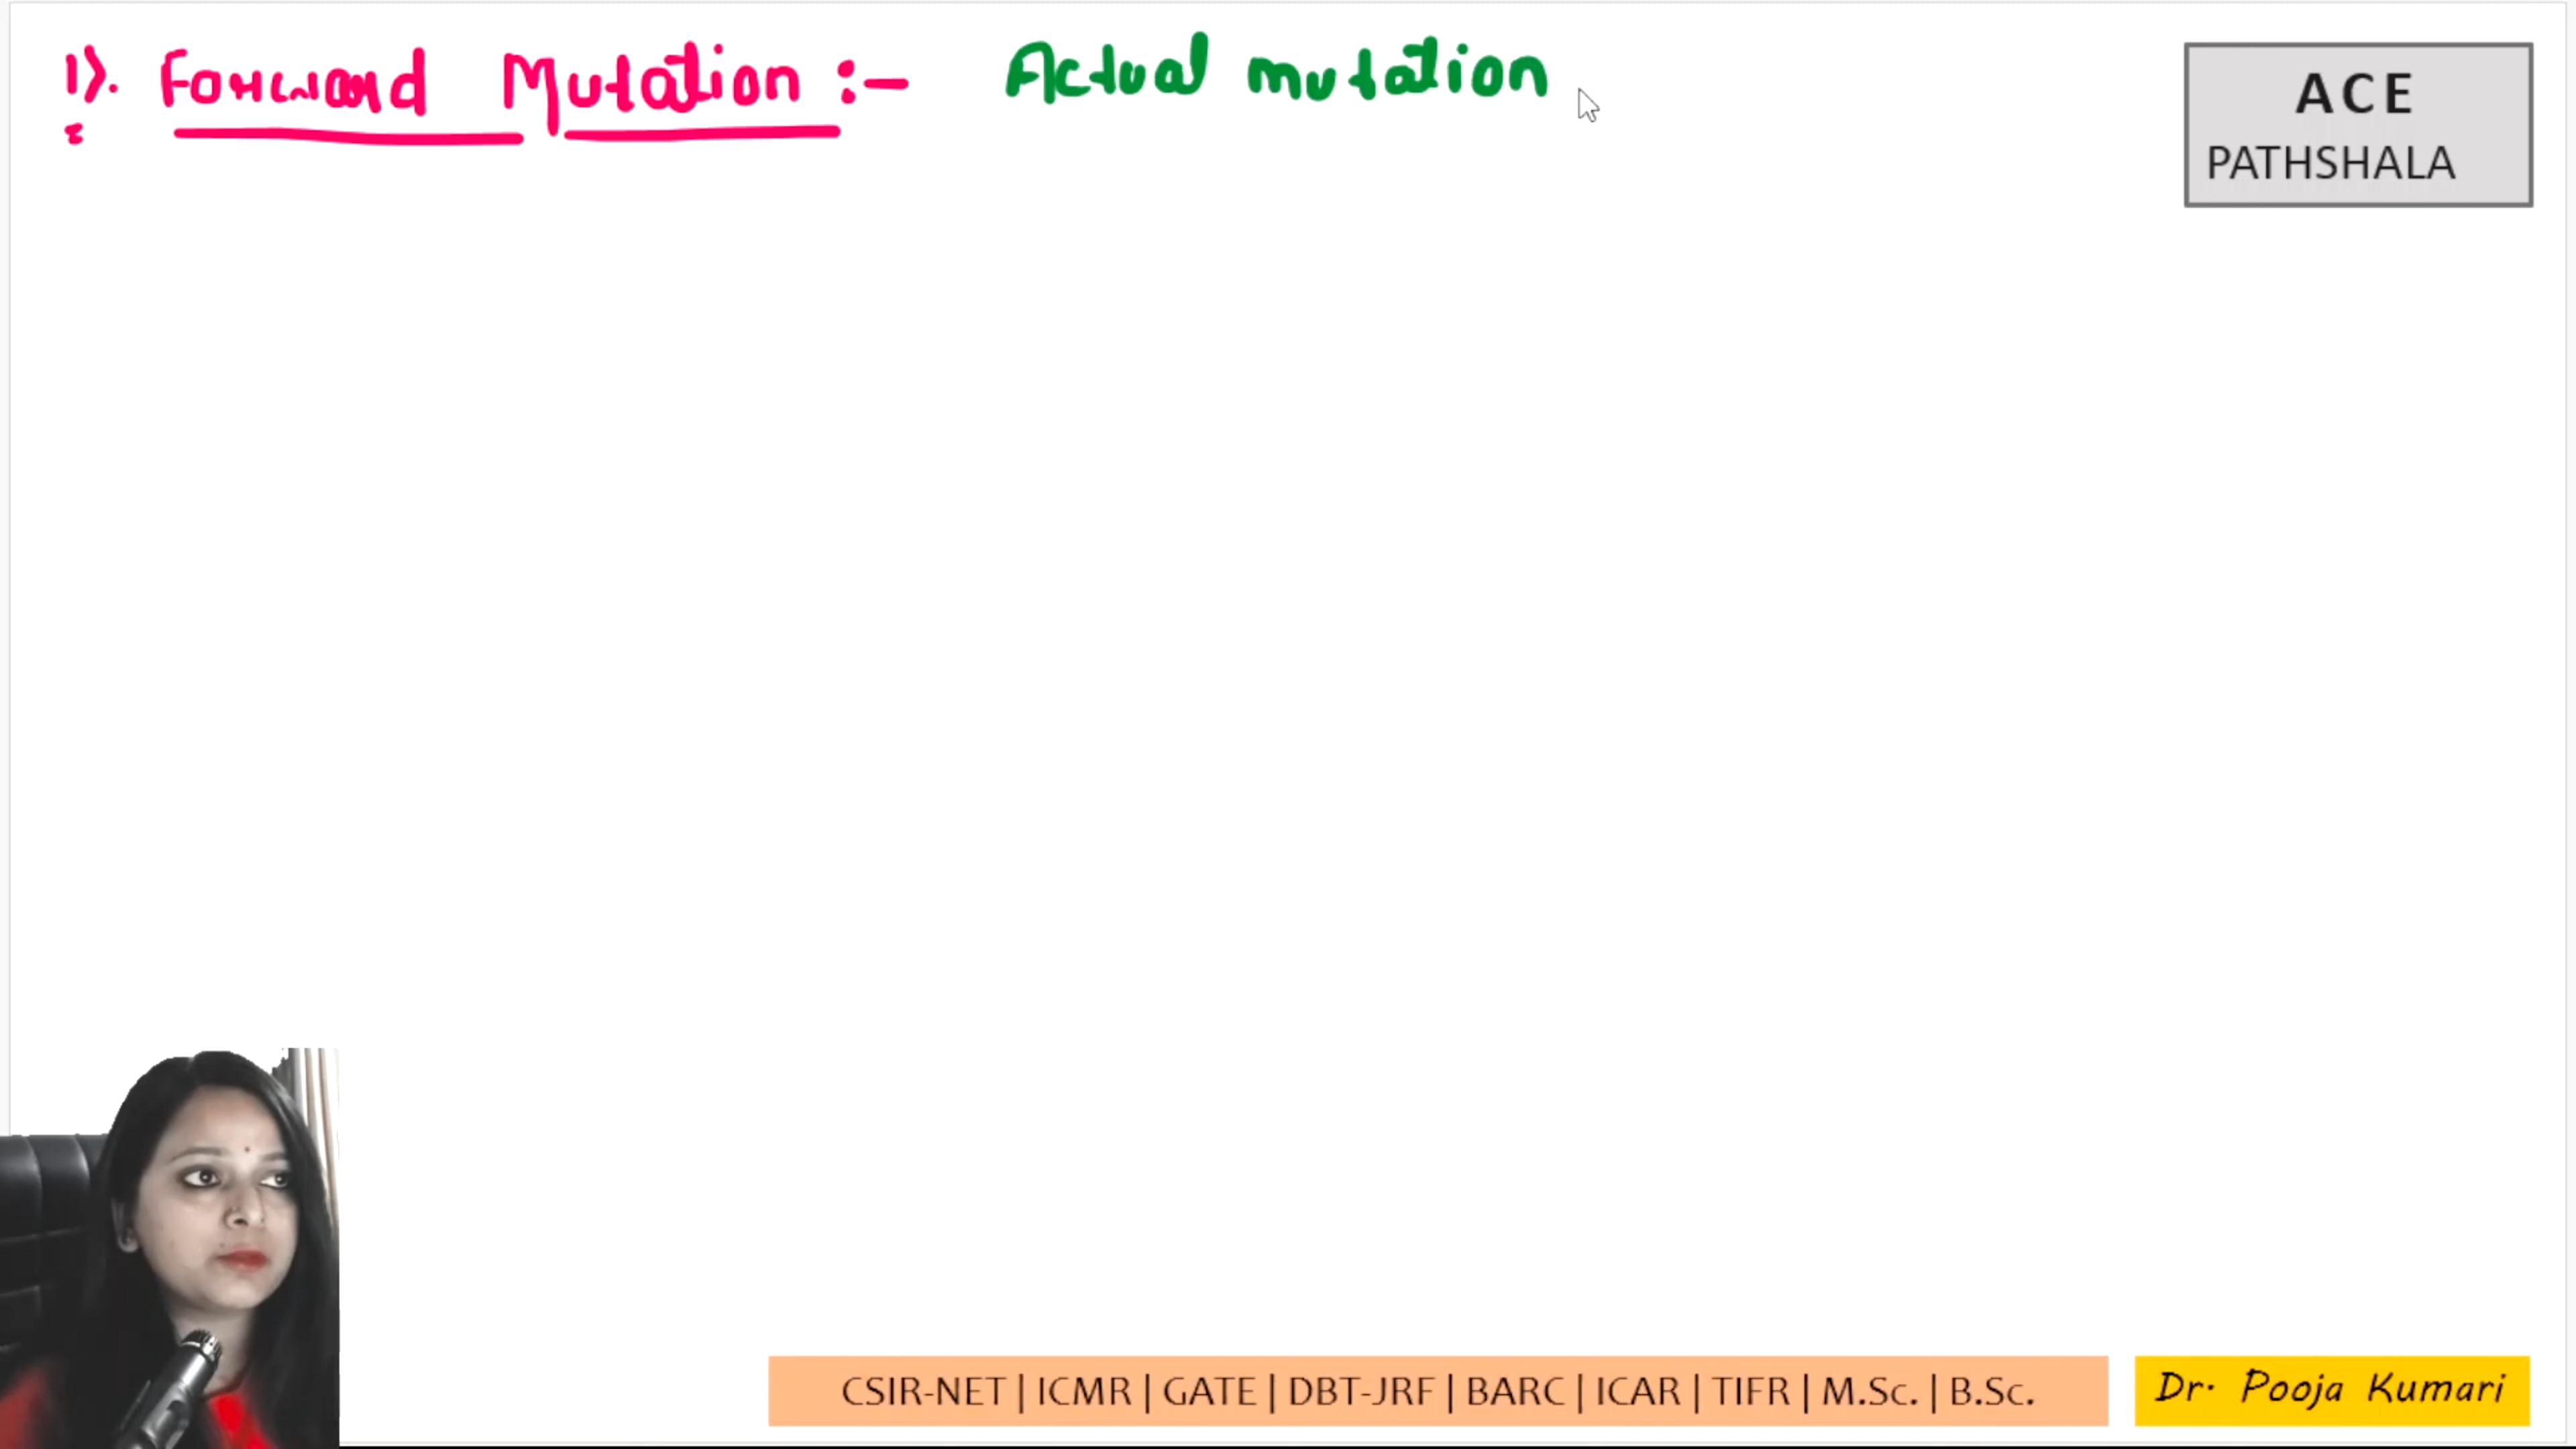 1). Forward Mutation :- Actual mutation
ACE
PATHSHALA
CSIR-NET | ICMR | GATE | DBT-JRF | BARC | ICAR | TIFR | M.Sc. | B.Sc.
Dr. Pooja Kumari